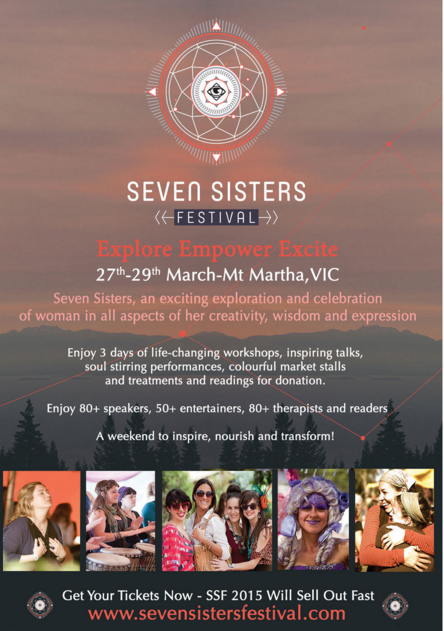 SEVEN SISTERS
FESTIVAL
Explore Empower Excite
27th-29th March-Mt Martha,VIC
Seven Sisters, an exciting exploration and celebration
of woman in all aspects of her creativity, wisdom and expression
Enjoy 3 days of life-changing workshops, inspiring talks,
soul stirring performances, colourful market stalls
and treatments and readings for donation.
Enjoy 80+ speakers, 50+ entertainers, 80+ therapists and readers
A weekend to inspire, nourish and transform!
Get Your Tickets Now - SSF 2015 Will Sell Out Fast
www.sevensistersfestival.com